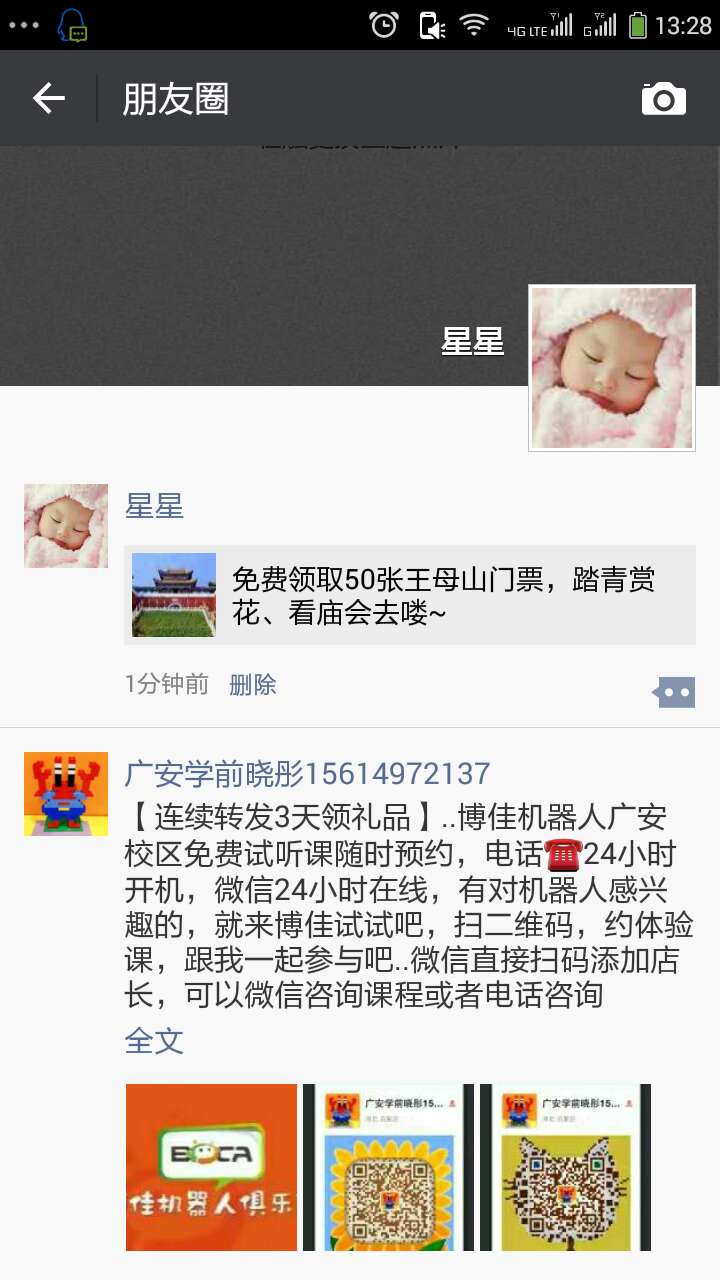 4G LTE
G
13:28
朋友圈
星星
星星
免费领取50张王母山门票，踏青赏
花、看庙会去喽~
1分钟前 删除
广安学前晓彤15614972137
【连续转发3天领礼品】..博佳机器人广安
校区免费试听课随时预约，电话☎24小时
开机，微信24小时在线，有对机器人感兴
趣的，就来博佳试试吧，扫二维码，约体验
课，跟我一起参与吧..微信直接扫码添加店
长，可以微信咨询课程或者电话咨询
全文
BOCA
佳机器人俱乐
广安学前晓彤15...
广安学前晓彤15...